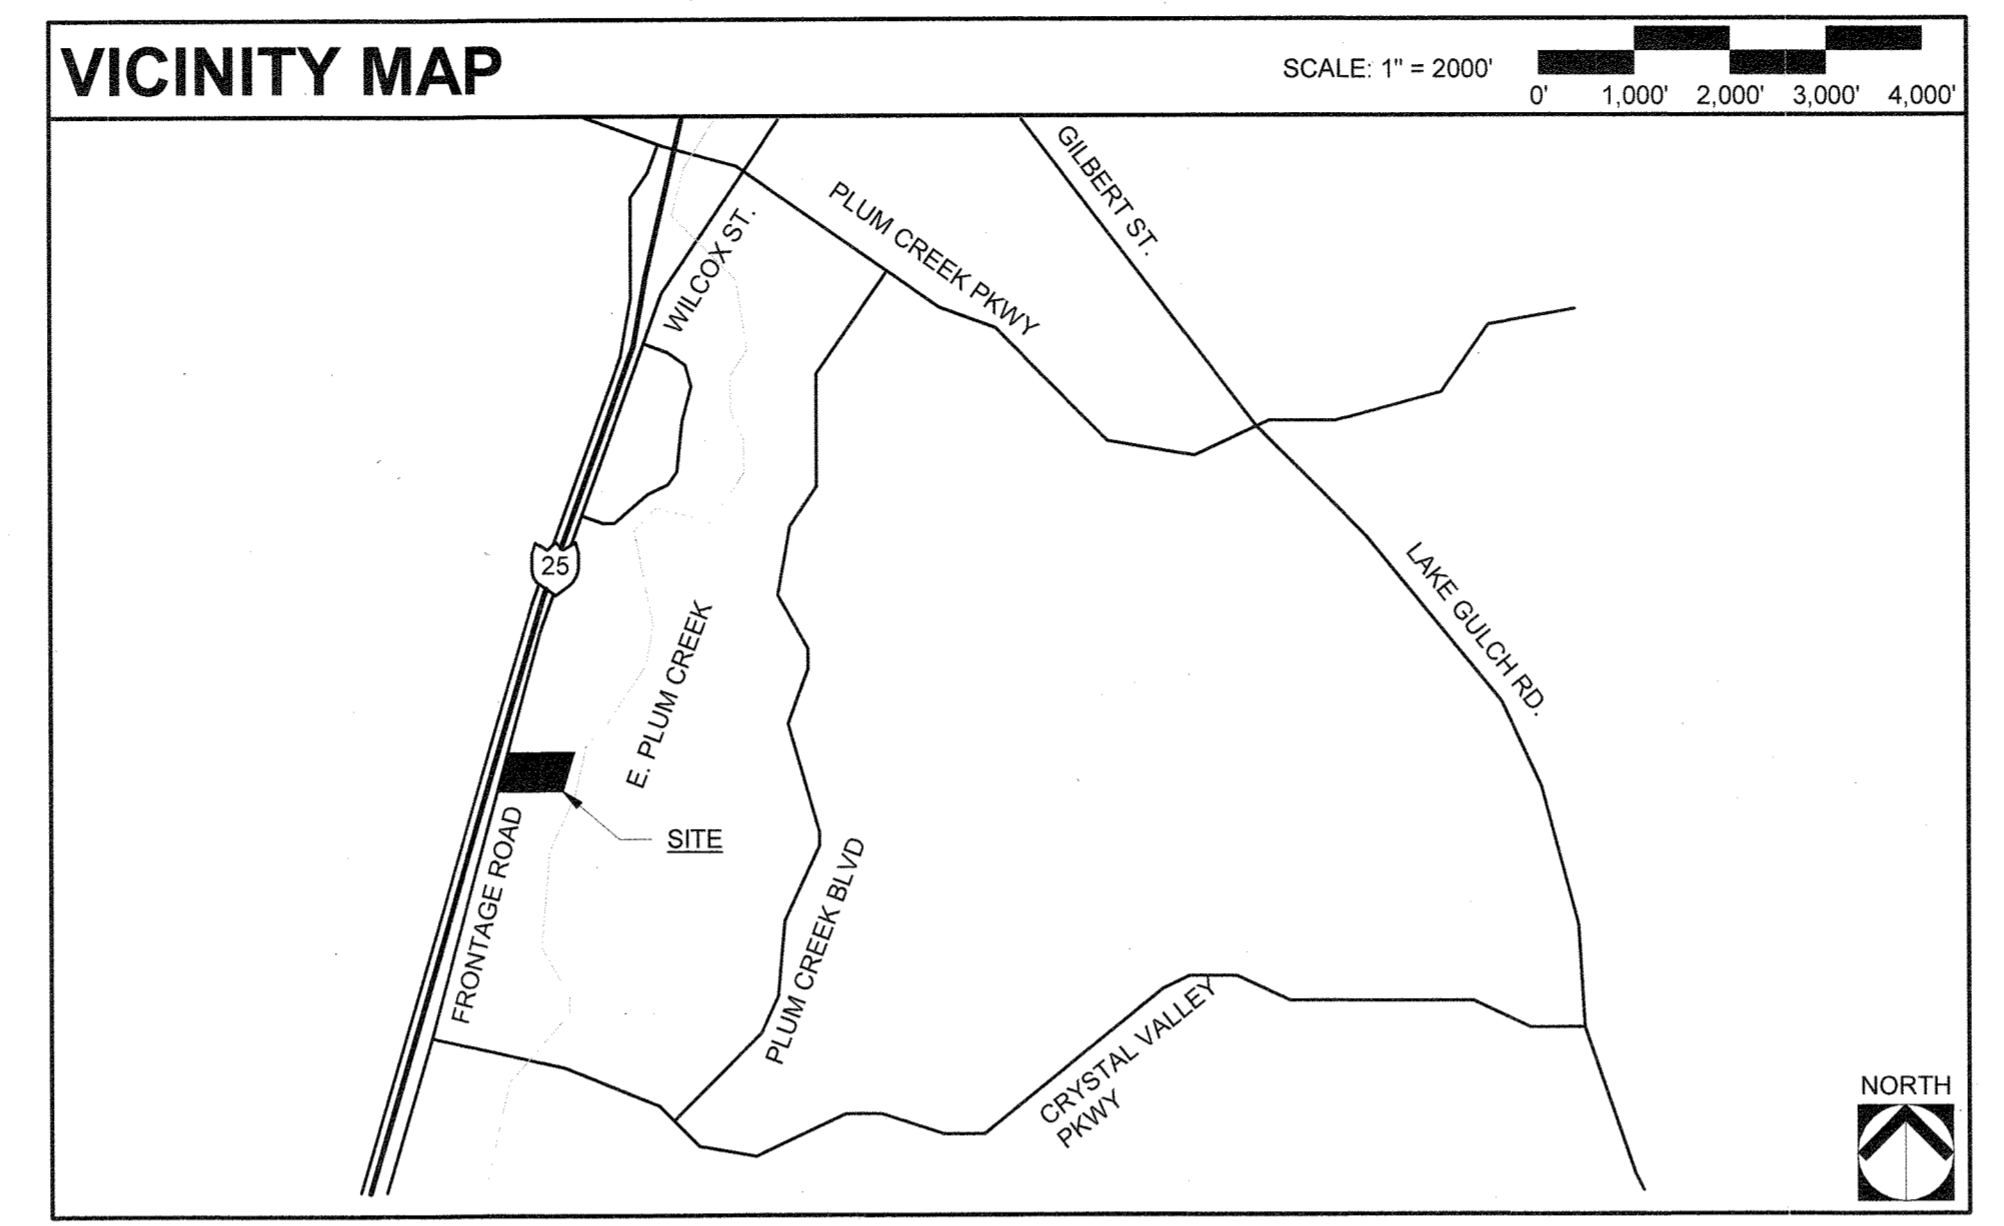 VICINITY MAP
SCALE: 1" = 2000'
0' 1,000' 2,000' 3,000' 4,000'
GILBERT ST.
PLUM CREEK PKWY
WILCOX ST.
25
LAKE GULCH RD.
E. PLUM CREEK
SITE
FRONTAGE ROAD
PLUM CREEK BLVD
CRYSTAL VALLEY
PKWY
NORTH